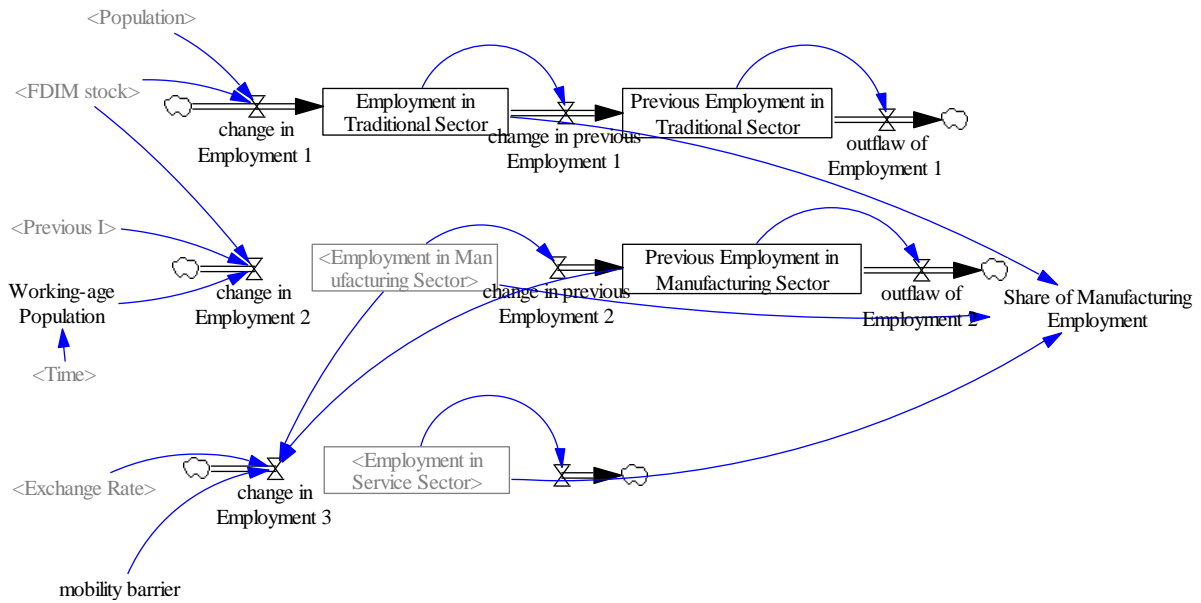 <Population>
<FDIM stock>
change in
Employment 1
Employment in
Traditional Sector
change in previous
Employment 1
Previous Employment in
Traditional Sector
outflaw of
Employment 1
<Previous I>
Working-age
Population
<Time>
change in
Employment 2
<Employment in Man
ufacturing Sector>
change in previous
Employment 2
Previous Employment in
Manufacturing Sector
outflaw of
Employment 2
Share of Manufacturing
Employment
<Exchange Rate>
change in
Employment 3
<Employment in
Service Sector>
mobility barrier